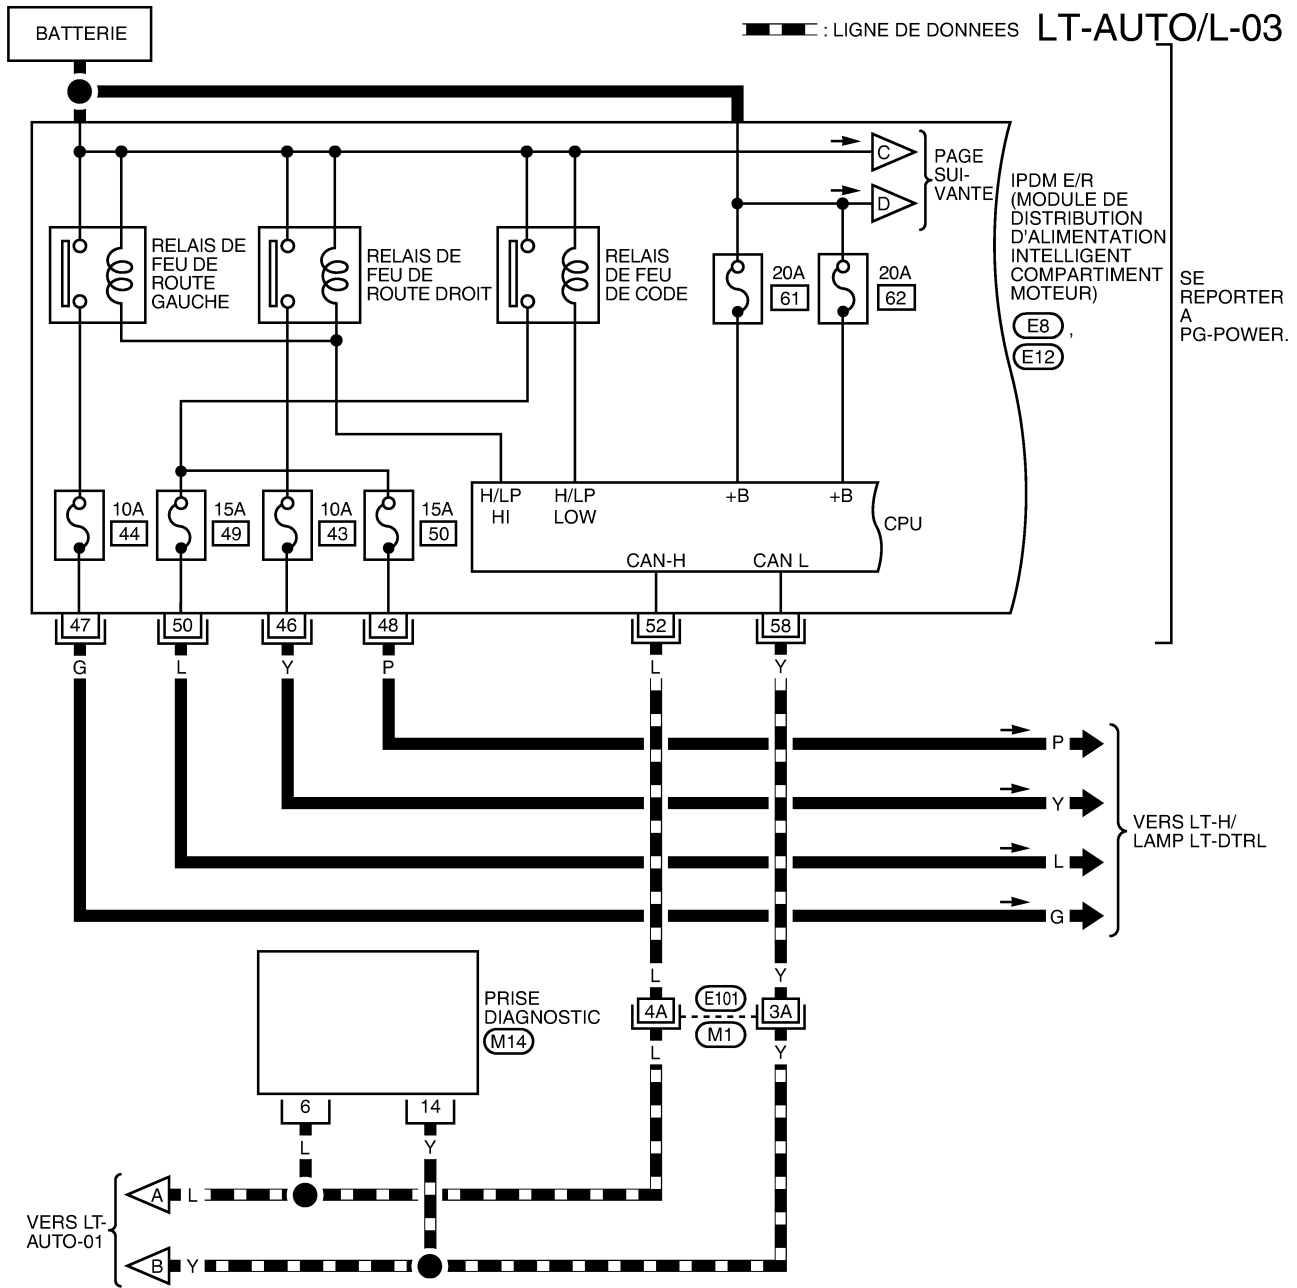 BATTERIE
: LIGNE DE DONNEES
LT-AUTO/L-03
C
D
PAGE
SUI-
VANTE
IPDM E/R
(MODULE DE
DISTRIBUTION
D'ALIMENTATION
INTELLIGENT
COMPARTIMENT
MOTEUR)
E8 ,
E12
SE
REPORTER
A
PG-POWER.
RELAIS DE
FEU DE
ROUTE
GAUCHE
RELAIS DE
FEU DE
ROUTE DROIT
RELAIS
DE FEU
DE CODE
20A
61
20A
62
10A
44
15A
49
10A
43
15A
50
H/LP
HI
H/LP
LOW
+B
+B
CPU
CAN-H
CAN L
47
50
46
48
52
58
G
L
Y
P
L
Y
P
Y
L
G
VERS LT-H/
LAMP LT-DTRL
L
Y
4A
E101
M1
3A
L
Y
PRISE
DIAGNOSTIC
M14
6
14
L
Y
A
L
B
Y
VERS LT-
AUTO-01